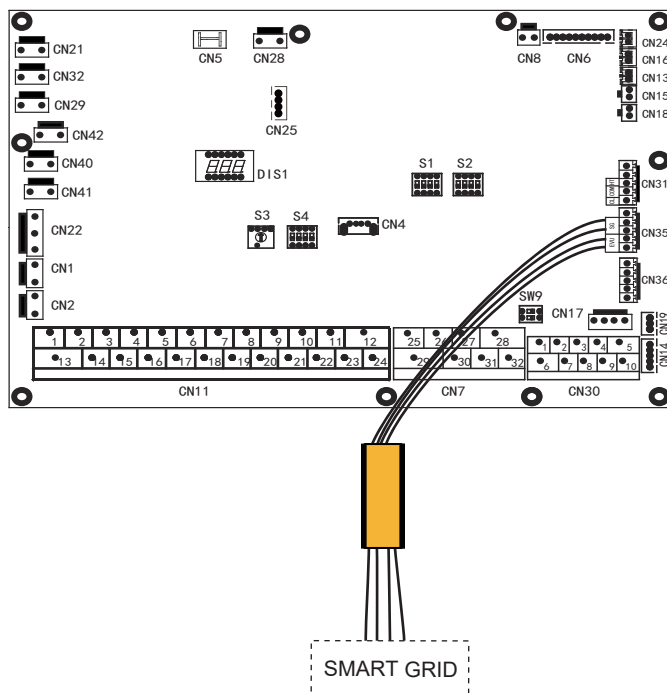 CN21
CN32
CN29
CN42
CN40
CN41
CN22
CN1
CN2
CN5
CN28
CN25
DIS1
S1
S2
S3
S4
CN4
CN8
CN6
CN24
CN16
CN13
CN15
CN18
CN31
CN35
SG
EVU
CN36
SW9
CN17
CN19
CN14
1 2 3 4 5 6 7 8 9 10 11 12
13 14 15 16 17 18 19 20 21 22 23 24
25 26 27 28
29 30 31 32
1 2 3 4 5
6 7 8 9 10
CN11
CN7
CN30
SMART GRID